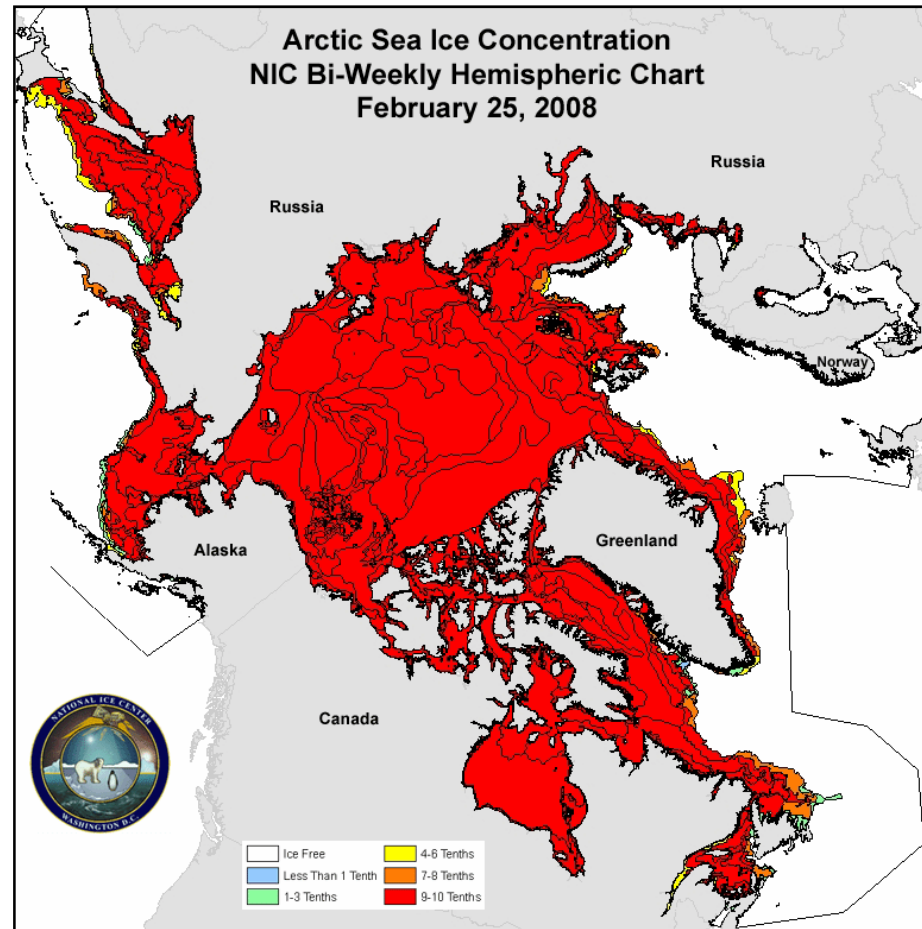 Arctic Sea Ice Concentration
NIC Bi-Weekly Hemispheric Chart
February 25, 2008
Russia
Russia
Norway
Alaska
Greenland
Canada
NATIONAL ICE CENTER
WASHINGTON D.C.
Ice Free
Less Than 1 Tenth
1-3 Tenths
4-6 Tenths
7-8 Tenths
9-10 Tenths